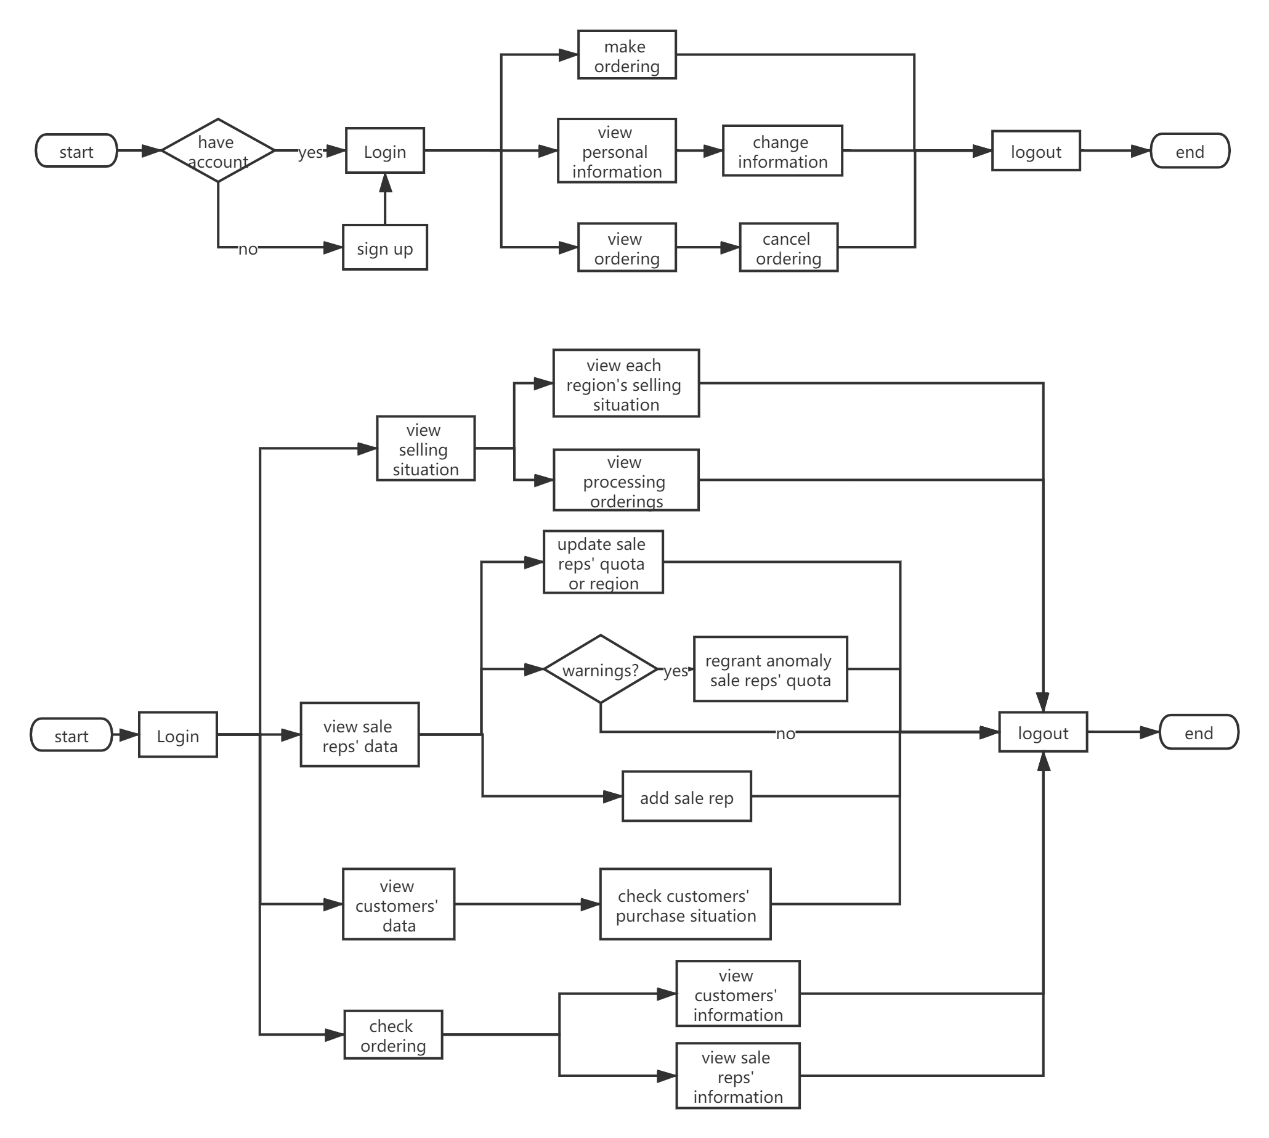 start
have
account
yes
no
Login
sign up
make
ordering
view
personal
information
change
information
view
ordering
cancel
ordering
logout
end
start
Login
view
selling
situation
view each
region's selling
situation
view
processing
orderings
view sale
reps' data
update sale
reps' quota
or region
warnings?
yes
no
regrant anomaly
sale reps' quota
add sale rep
view
customers'
data
check customers'
purchase situation
check
ordering
view
customers'
information
view sale
reps'
information
logout
end